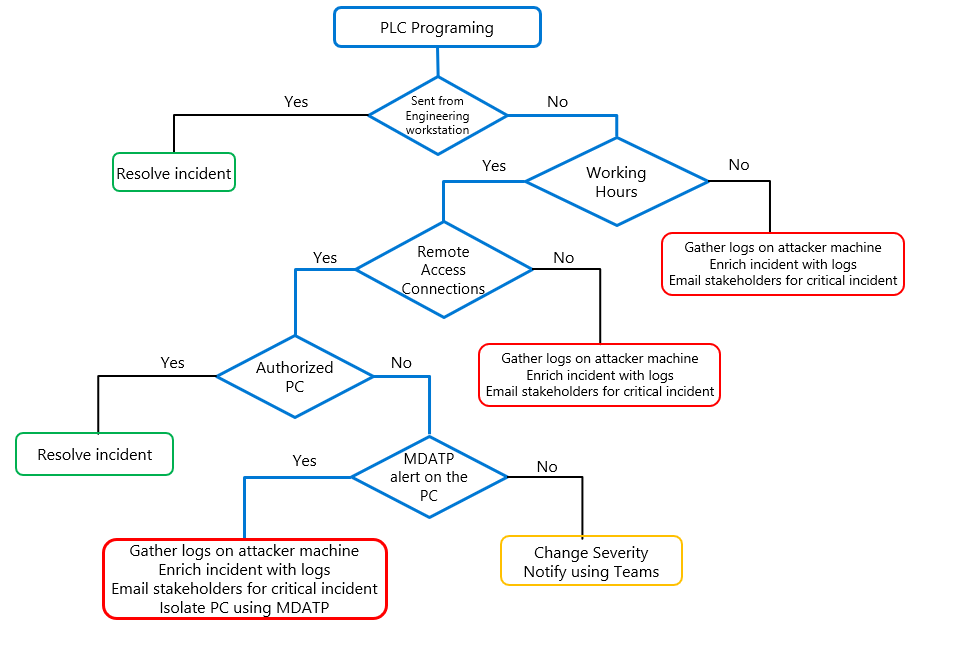 PLC Programing
Yes
No
Sent from
Engineering
workstation
Resolve incident
Yes
No
Working
Hours
Gather logs on attacker machine
Enrich incident with logs
Email stakeholders for critical incident
Yes
No
Remote
Access
Connections
Gather logs on attacker machine
Enrich incident with logs
Email stakeholders for critical incident
Yes
No
Authorized
PC
Resolve incident
Yes
No
MDATP
alert on the
PC
Gather logs on attacker machine
Enrich incident with logs
Email stakeholders for critical incident
Isolate PC using MDATP
Change Severity
Notify using Teams